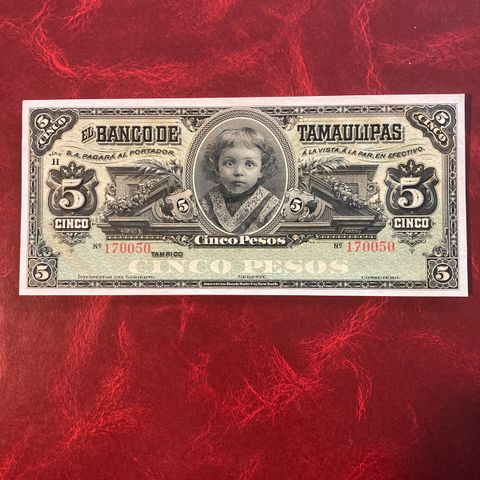 5 CINCO CINCO 5
EL BANCO DE TAMAULIPAS
H
S.A. PAGARÁ AL PORTADOR, Á LA VISTA, Á LA PAR, EN EFECTIVO.
5 5
CINCO 5 5 CINCO
CINCO PESOS
Nº 170050 Nº 170050
TAMPICO
5 CINCO PESOS 5
INTERVENTOR DEL GOBIERNO. GERENTE. CONSEJERO.
American Bank Note Co. New York.